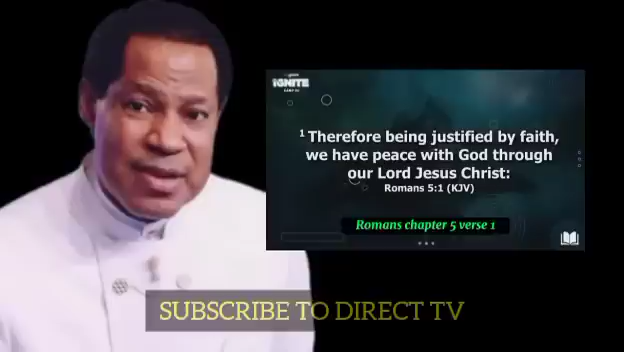 IGNITE
1 Therefore being justified by faith,
we have peace with God through
our Lord Jesus Christ:
Romans 5:1 (KJV)
Romans chapter 5 verse 1
SUBSCRIBE TO DIRECT TV